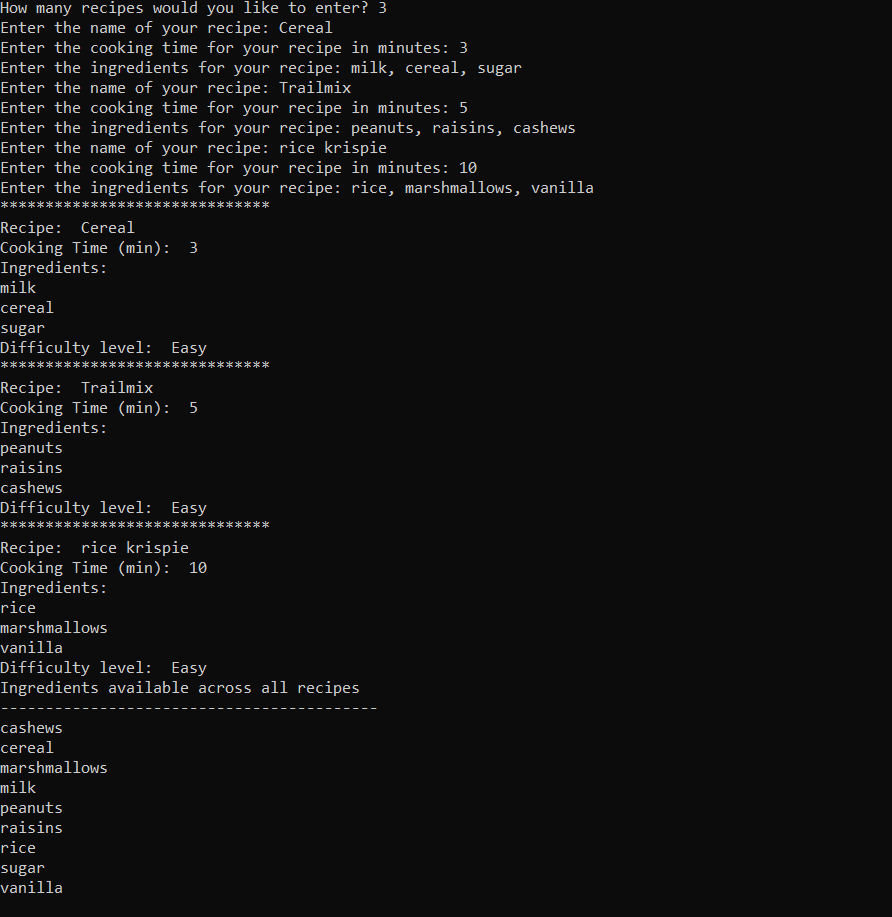 How many recipes would you like to enter? 3
Enter the name of your recipe: Cereal
Enter the cooking time for your recipe in minutes: 3
Enter the ingredients for your recipe: milk, cereal, sugar
Enter the name of your recipe: Trailmix
Enter the cooking time for your recipe in minutes: 5
Enter the ingredients for your recipe: peanuts, raisins, cashews
Enter the name of your recipe: rice krispie
Enter the cooking time for your recipe in minutes: 10
Enter the ingredients for your recipe: rice, marshmallows, vanilla
******************************
Recipe:  Cereal
Cooking Time (min):  3
Ingredients:
milk
cereal
sugar
Difficulty level:  Easy
******************************
Recipe:  Trailmix
Cooking Time (min):  5
Ingredients:
peanuts
raisins
cashews
Difficulty level:  Easy
******************************
Recipe:  rice krispie
Cooking Time (min):  10
Ingredients:
rice
marshmallows
vanilla
Difficulty level:  Easy
Ingredients available across all recipes
------------------------------------------
cashews
cereal
marshmallows
milk
peanuts
raisins
rice
sugar
vanilla